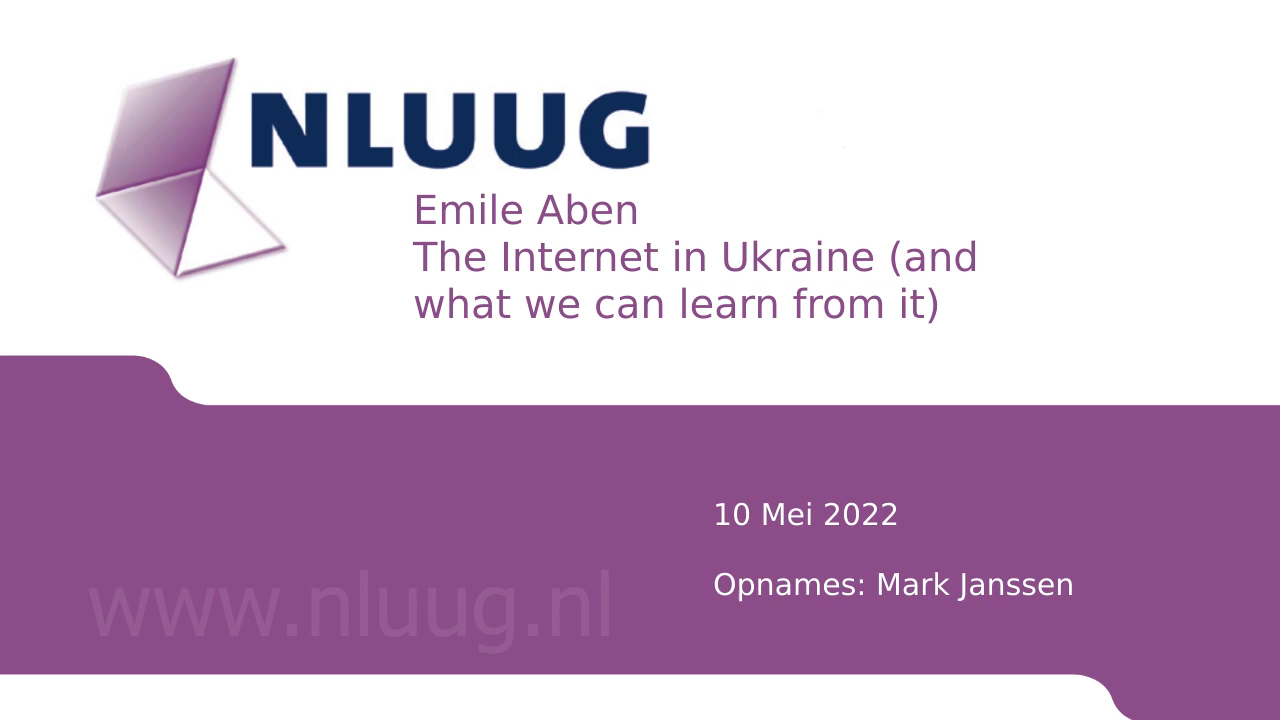 NLUUG
Emile Aben
The Internet in Ukraine (and
what we can learn from it)
10 Mei 2022
Opnames: Mark Janssen
www.nluug.nl